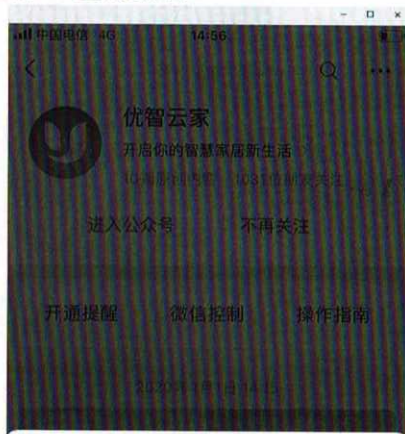 中国电信 4G 14:56
优智云家
开启你的智慧家居新生活
进入公众号 不再关注
开通提醒 微信控制 操作指南